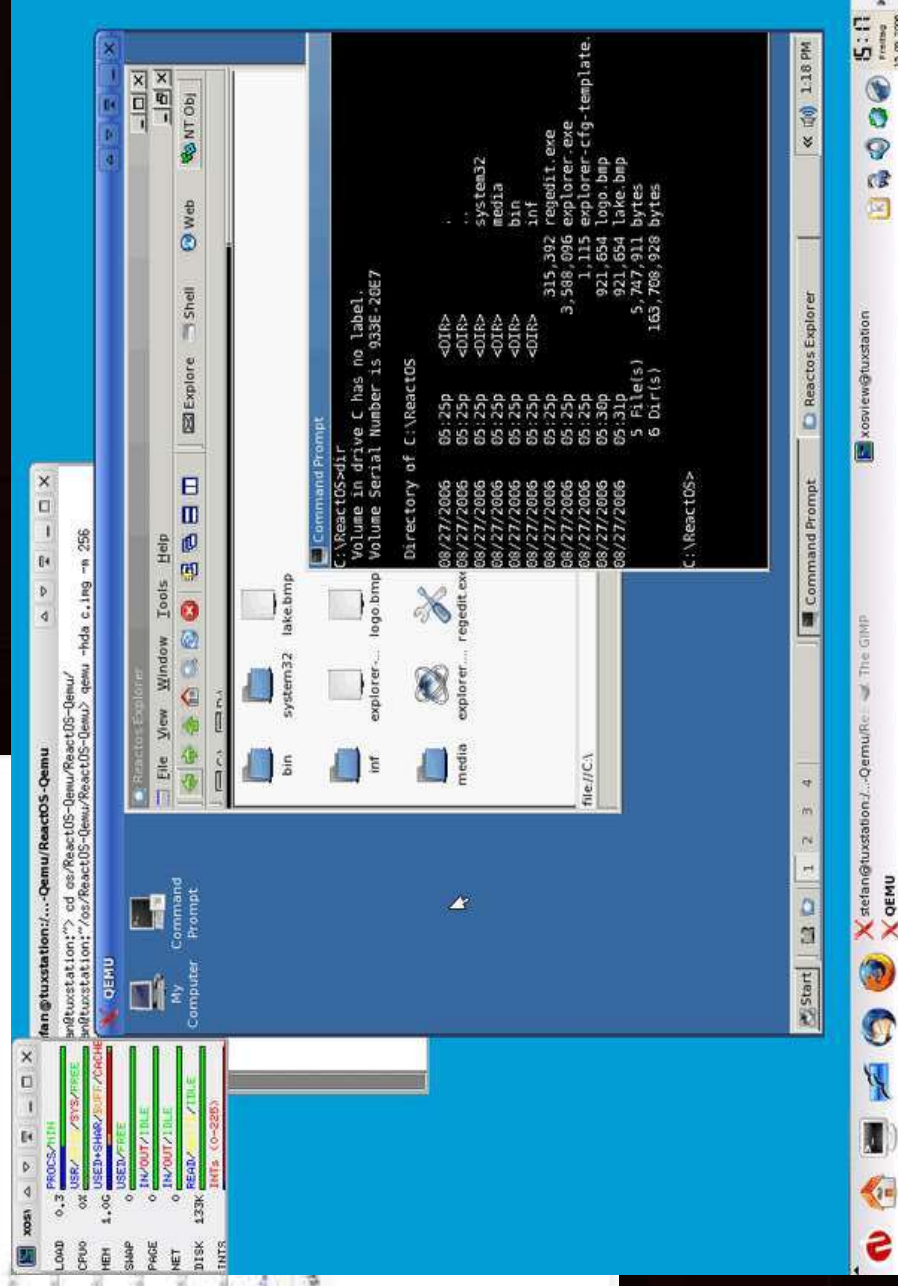 xosv
LOAD 0.3 PROCS/MIN
CPU0 0% USR/ /SYS/FREE
MEM 1.0G USED+SHAR/BUFF/CACHE
SWAP 0 USED/FREE
PAGE 0 IN/OUT/IDLE
NET 0 IN/OUT/IDLE
DISK 133K READ/ /IDLE
INTS INTs (0-225)
fan@tuxstation:/...-Qemu/ReactOS-Qemu
an@tuxstation:~> cd os/ReactOS-Qemu/ReactOS-Qemu/
an@tuxstation:~/os/ReactOS-Qemu/ReactOS-Qemu> qemu -hda c.img -m 256
QEMU
My Computer
Command Prompt
Reactos Explorer
File View Window Tools Help
Explore Shell Web NT Obj
C:\ D:\
bin system32 lake.bmp
inf explorer-... logo.bmp
media explorer.... regedit.exe
file://C:\
Command Prompt
C:\ReactOS>dir
Volume in drive C has no label.
Volume Serial Number is 933E-20E7
Directory of C:\ReactOS
08/27/2006 05:25p <DIR> .
08/27/2006 05:25p <DIR> ..
08/27/2006 05:25p <DIR> system32
08/27/2006 05:25p <DIR> media
08/27/2006 05:25p <DIR> bin
08/27/2006 05:25p <DIR> inf
08/27/2006 05:25p 315,392 regedit.exe
08/27/2006 05:25p 3,588,096 explorer.exe
08/27/2006 05:25p 1,115 explorer-cfg-template.
08/27/2006 05:30p 921,654 logo.bmp
08/27/2006 05:31p 921,654 lake.bmp
5 File(s) 5,747,911 bytes
6 Dir(s) 163,708,928 bytes
C:\ReactOS>
Start 1 2 3 4 Command Prompt Reactos Explorer 1:18 PM
stefan@tuxstation:/...-Qemu/Re The GIMP xosview@tuxstation
QEMU
15:17
Freitag